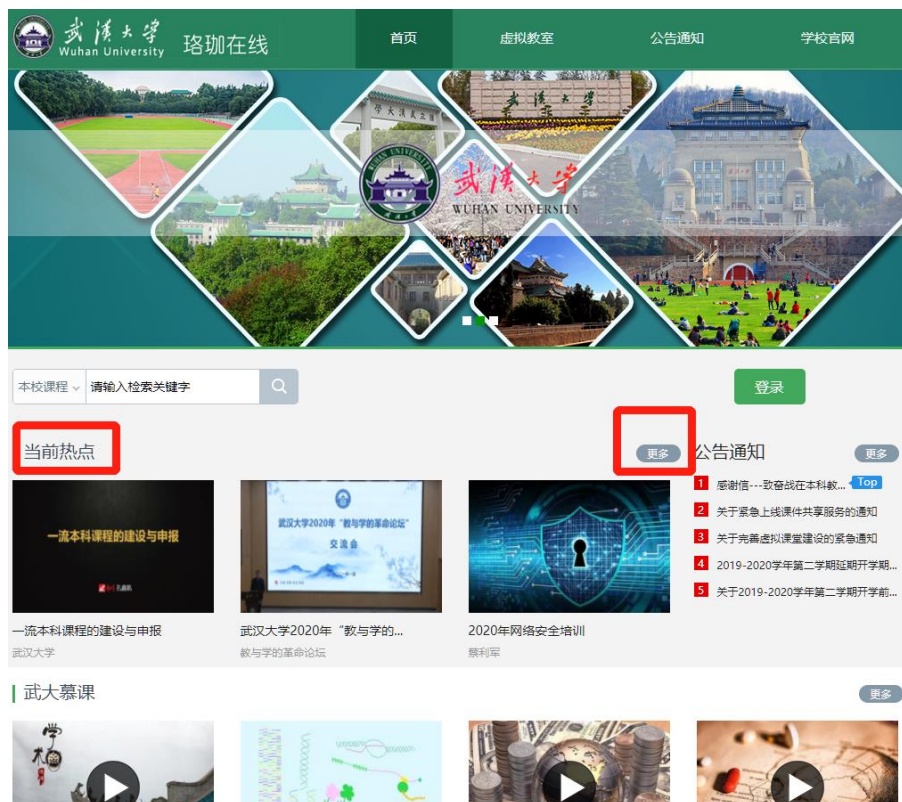 武汉大学
Wuhan University
珞珈在线
首页
虚拟教室
公告通知
学校官网
武汉大学
WUHAN UNIVERSITY
本校课程
请输入检索关键字
登录
当前热点
更多
公告通知
更多
一流本科课程的建设与申报
武汉大学2020年“教与学的革命论坛”
交流会
1 感谢信---致奋战在本科教... Top
2 关于紧急上线课件共享服务的通知
3 关于完善虚拟课堂建设的紧急通知
4 2019-2020学年第二学期延期开学期...
5 关于2019-2020学年第二学期开学前...
一流本科课程的建设与申报
武汉大学
武汉大学2020年“教与学的...
教与学的革命论坛
2020年网络安全培训
蔡利军
武大慕课
更多